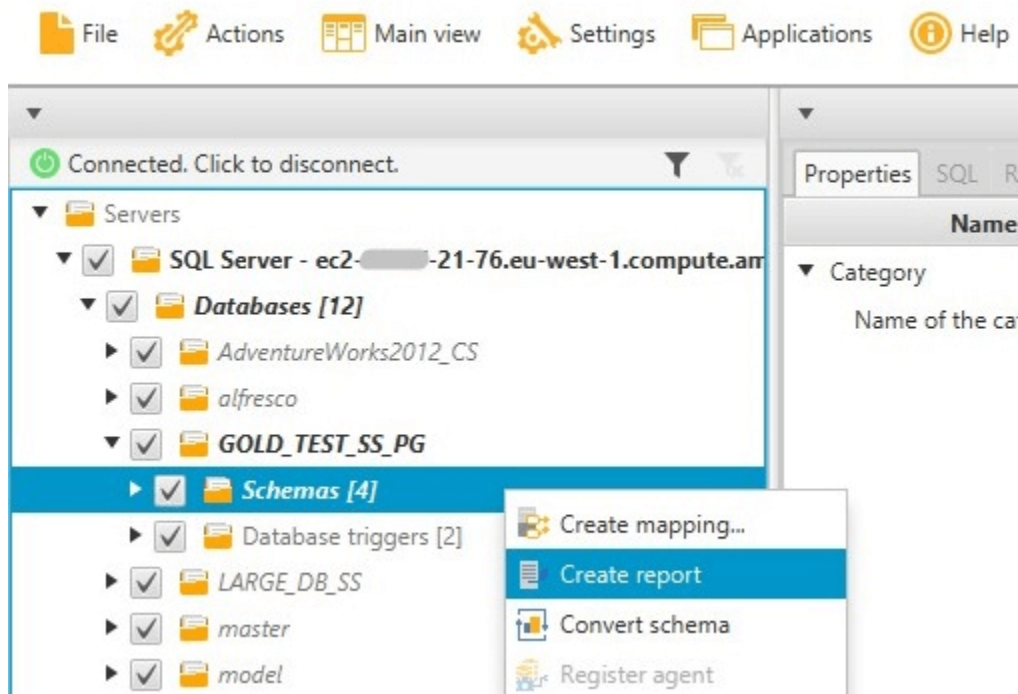 File Actions Main view Settings Applications Help
Connected. Click to disconnect.
Properties SQL R
Servers
Name
SQL Server - ec2- -21-76.eu-west-1.compute.am
Category
Databases [12]
Name of the ca
AdventureWorks2012_CS
alfresco
GOLD_TEST_SS_PG
Schemas [4]
Create mapping...
Database triggers [2]
Create report
LARGE_DB_SS
Convert schema
master
Register agent
model